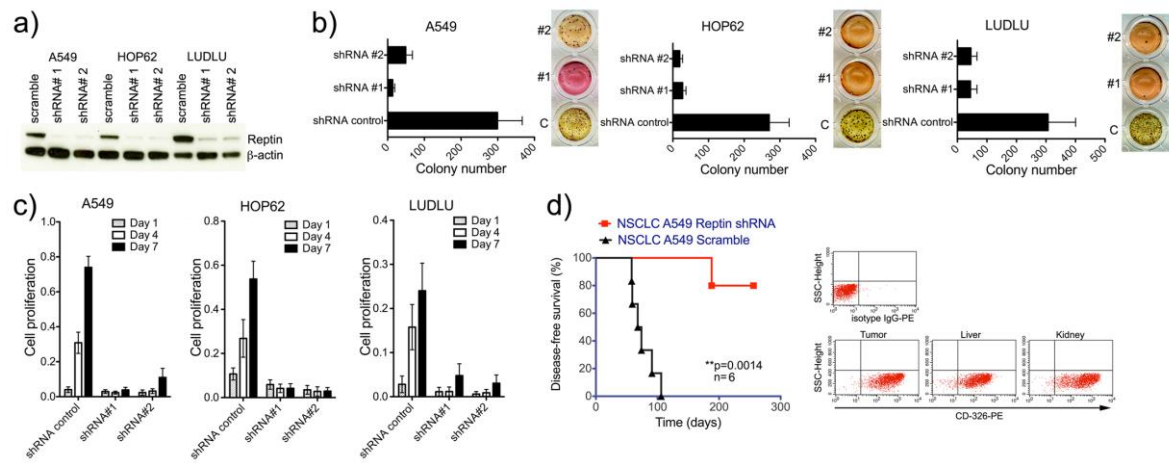 a)
A549 HOP62 LUDLU
scramble shRNA# 1 shRNA# 2 scramble shRNA# 1 shRNA# 2 scramble shRNA# 1 shRNA# 2
Reptin
β-actin
b)
A549
shRNA #2
shRNA #1
shRNA control
0 100 200 300 400
Colony number
#2
#1
C
HOP62
shRNA #2
shRNA #1
shRNA control
0 100 200 300 400
Colony number
#2
#1
C
LUDLU
shRNA #2
shRNA #1
shRNA control
0 100 200 300 400 500
Colony number
#2
#1
C
c)
A549
Day 1
Day 4
Day 7
Cell proliferation
1.0
0.8
0.6
0.4
0.2
0.0
shRNA control shRNA#1 shRNA#2
HOP62
Day 1
Day 4
Day 7
Cell proliferation
0.8
0.6
0.4
0.2
0.0
shRNA control shRNA#1 shRNA#2
LUDLU
Day 1
Day 4
Day 7
Cell proliferation
0.4
0.3
0.2
0.1
0.0
shRNA control shRNA#1 shRNA#2
d)
NSCLC A549 Reptin shRNA
NSCLC A549 Scramble
Disease-free survival (%)
100
80
60
40
20
0
**p=0.0014
n=6
0 100 200 300
Time (days)
SSC-Height
isotype IgG-PE
Tumor Liver Kidney
SSC-Height
CD-326-PE